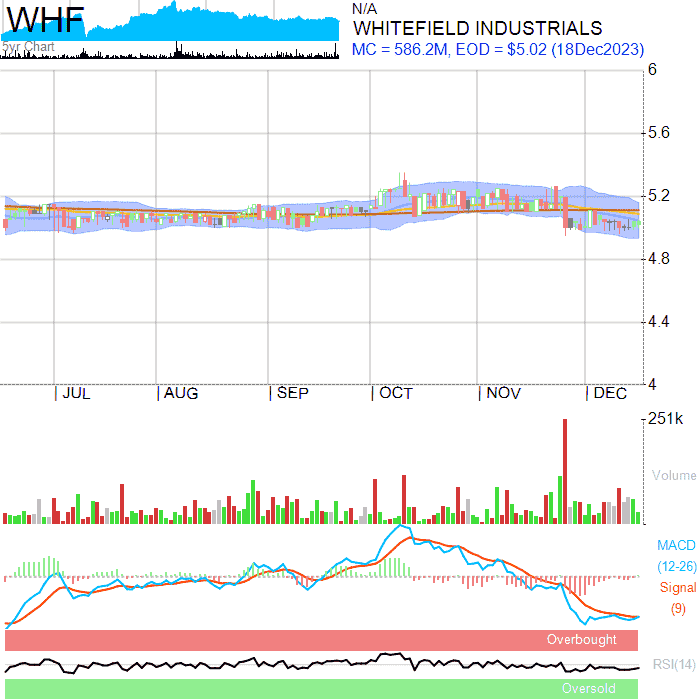 WHF
N/A
WHITEFIELD INDUSTRIALS
5yr Chart
MC = 586.2M, EOD = $5.02 (18Dec2023)
6
5.6
5.2
4.8
4.4
4
JUL AUG SEP OCT NOV DEC
251k
Volume
MACD
(12-26)
Signal
(9)
Overbought
RSI(14)
Oversold